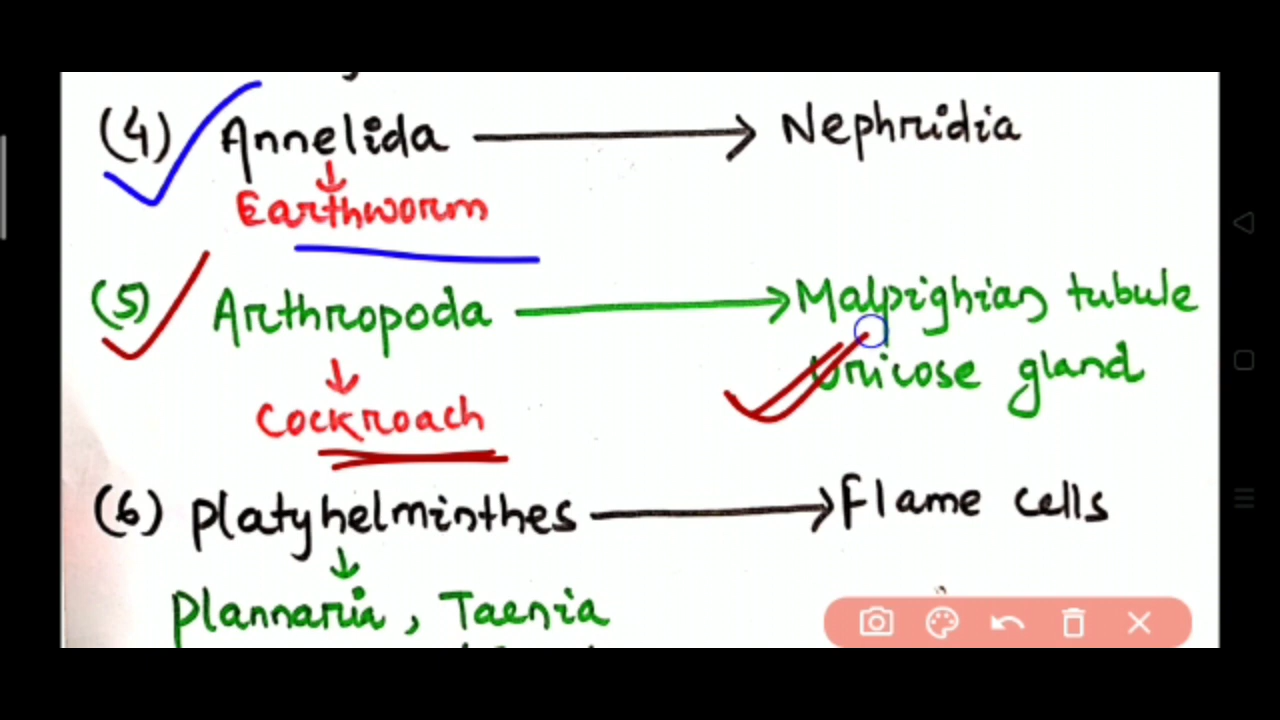 (4) Annelida → Nephridia
↓
Earthworm
(5) Arthropoda → Malpighian tubule
Uricose gland
↓
Cockroach
(6) Platyhelminthes → Flame cells
↓
Plannaria, Taenia